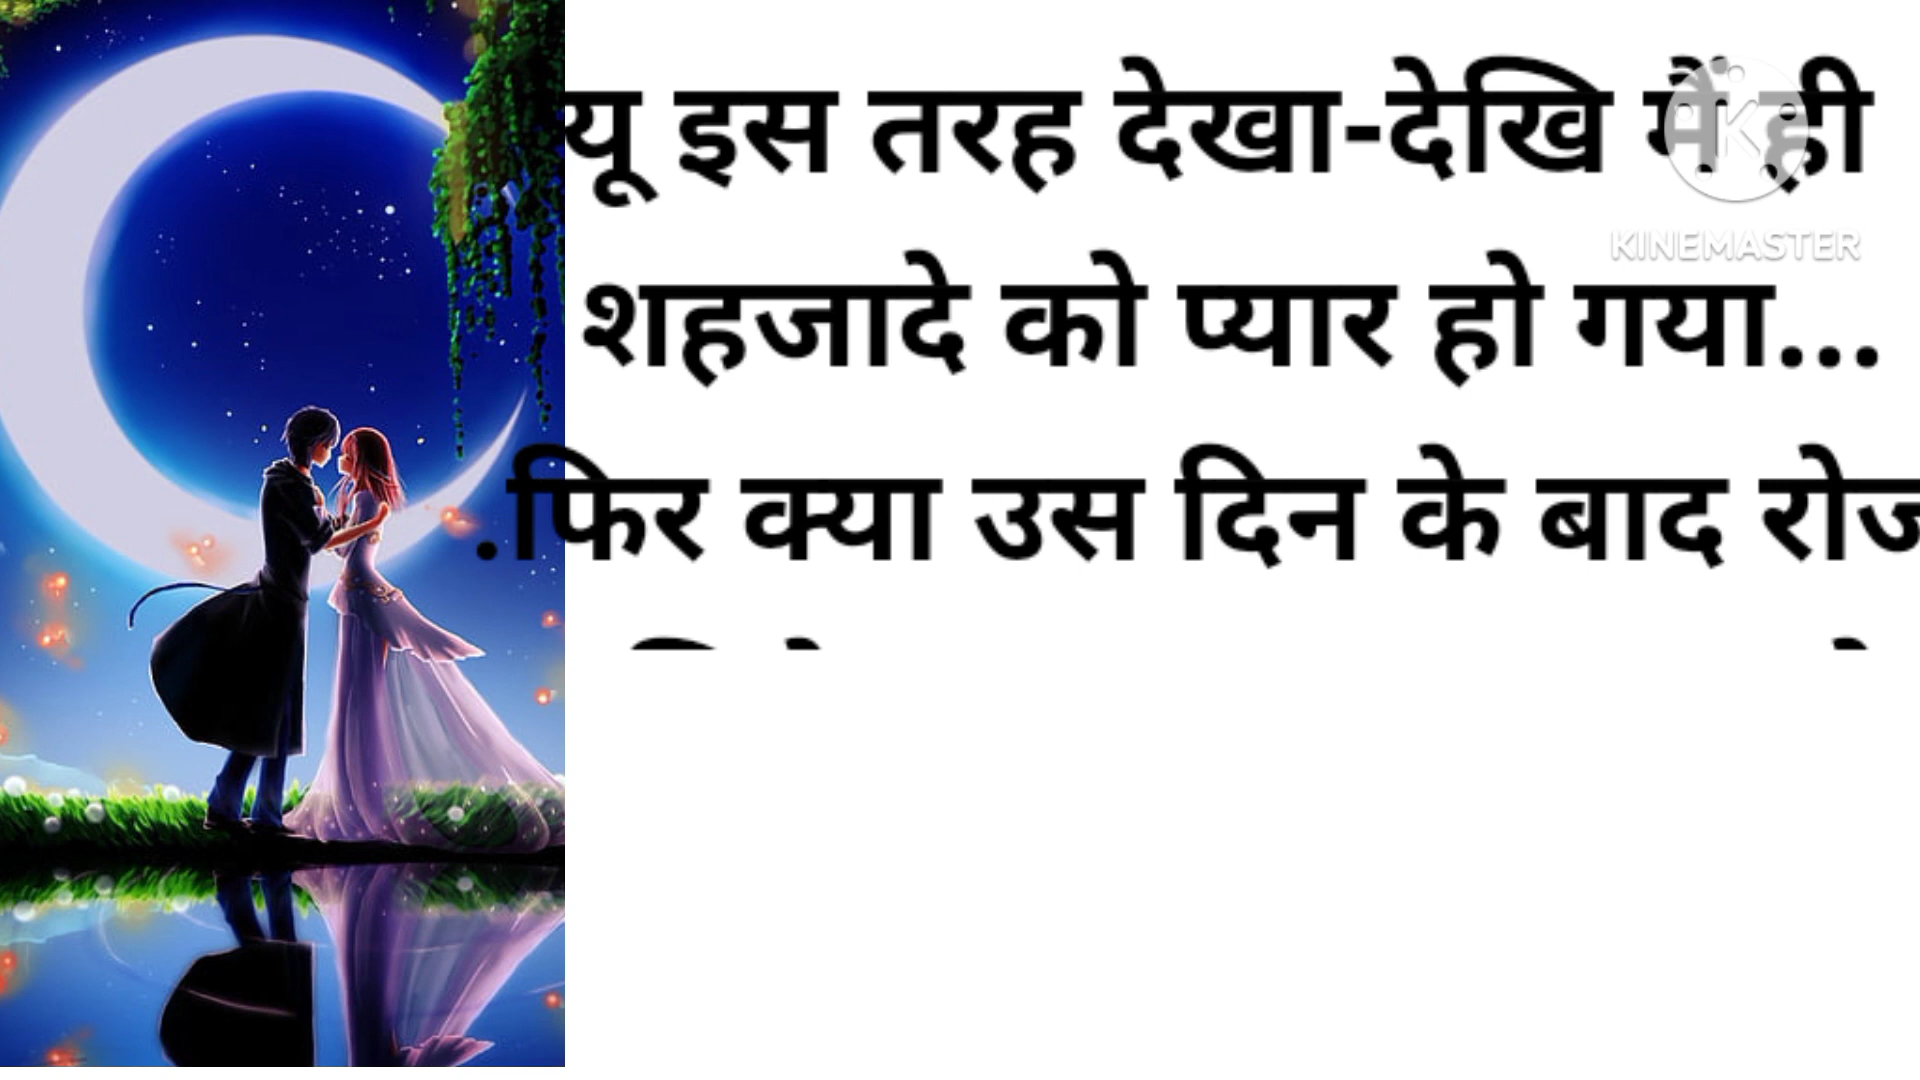 यू इस तरह देखा-देखि मैं ही
KINEMASTER
शहजादे को प्यार हो गया...
.फिर क्या उस दिन के बाद रोज